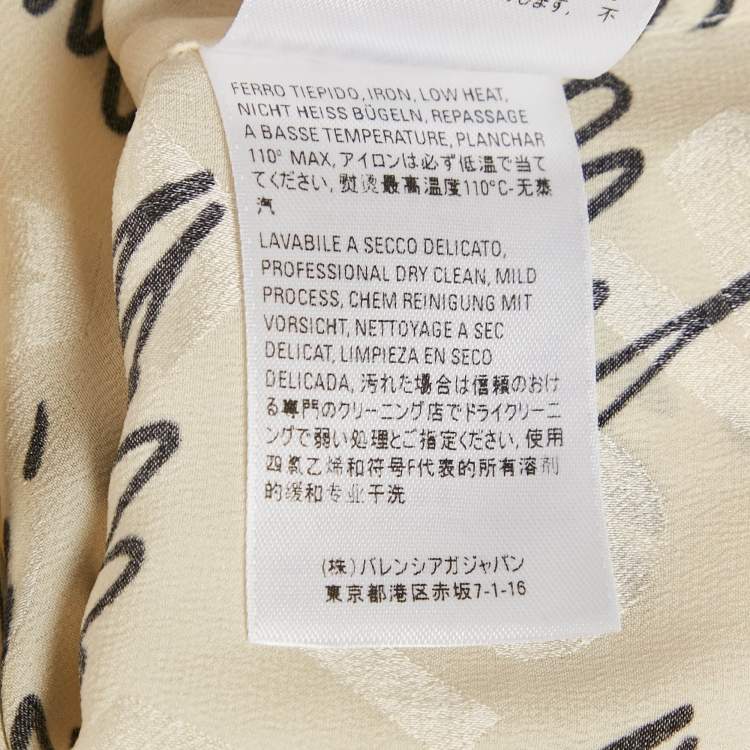 ます. 不
FERRO TIEPIDO, IRON, LOW HEAT,
NICHT HEISS BÜGELN, REPASSAGE
A BASSE TEMPERATURE, PLANCHAR
110° MAX, アイロンは必ず低温で当て
てください, 熨烫最高温度110°C-无蒸
汽
LAVABILE A SECCO DELICATO,
PROFESSIONAL DRY CLEAN, MILD
PROCESS, CHEM REINIGUNG MIT
VORSICHT, NETTOYAGE A SEC
DELICAT, LIMPIEZA EN SECO
DELICADA, 汚れた場合は信頼のおけ
る専門のクリーニング店でドライクリーニ
ングで弱い処理とご指定ください, 使用
四氯乙烯和符号F代表的所有溶剂
的缓和专业干洗
(株)バレンシアガジャパン
東京都港区赤坂7-1-16